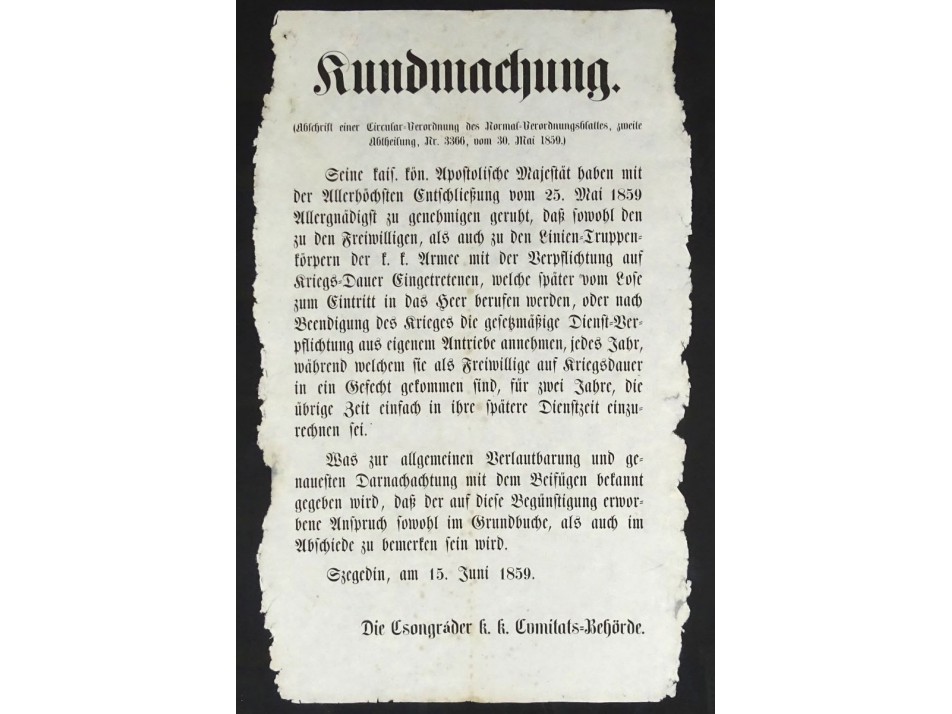 Kundmachung.
(Abschrift einer Circular-Verordnung des Normal-Verordnungsblattes, zweite
Abtheilung, Nr. 3366, vom 30. Mai 1859.)
Seine kais. kön. Apostolische Majestät haben mit
der Allerhöchsten Entschließung vom 25. Mai 1859
Allergnädigst zu genehmigen geruht, daß sowohl den
zu den Freiwilligen, als auch zu den Linien-Truppen-
körpern der k. k. Armee mit der Verpflichtung auf
Kriegs-Dauer Eingetretenen, welche später vom Lose
zum Eintritt in das Heer berufen werden, oder nach
Beendigung des Krieges die gesetzmäßige Dienst-Ver-
pflichtung aus eigenem Antriebe annehmen, jedes Jahr,
während welchem sie als Freiwillige auf Kriegsdauer
in ein Gefecht gekommen sind, für zwei Jahre, die
übrige Zeit einfach in ihre spätere Dienstzeit einzu-
rechnen sei.
Was zur allgemeinen Verlautbarung und ge-
nauesten Darnachachtung mit dem Beifügen bekannt
gegeben wird, daß der auf diese Begünstigung erwor-
bene Anspruch sowohl im Grundbuche, als auch im
Abschiede zu bemerken sein wird.
Szegedin, am 15. Juni 1859.
Die Csongráder k. k. Comitats-Behörde.